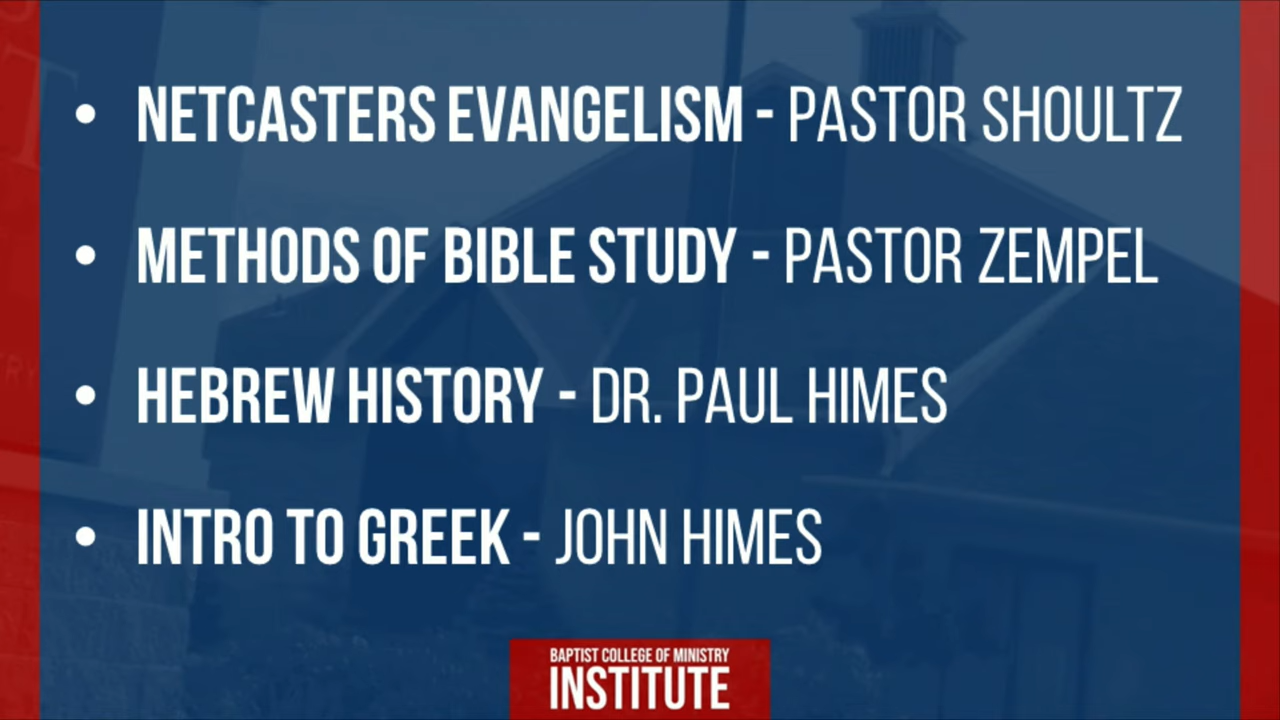 • NETCASTERS EVANGELISM - PASTOR SHOULTZ
• METHODS OF BIBLE STUDY - PASTOR ZEMPEL
• HEBREW HISTORY - DR. PAUL HIMES
• INTRO TO GREEK - JOHN HIMES
BAPTIST COLLEGE OF MINISTRY
INSTITUTE